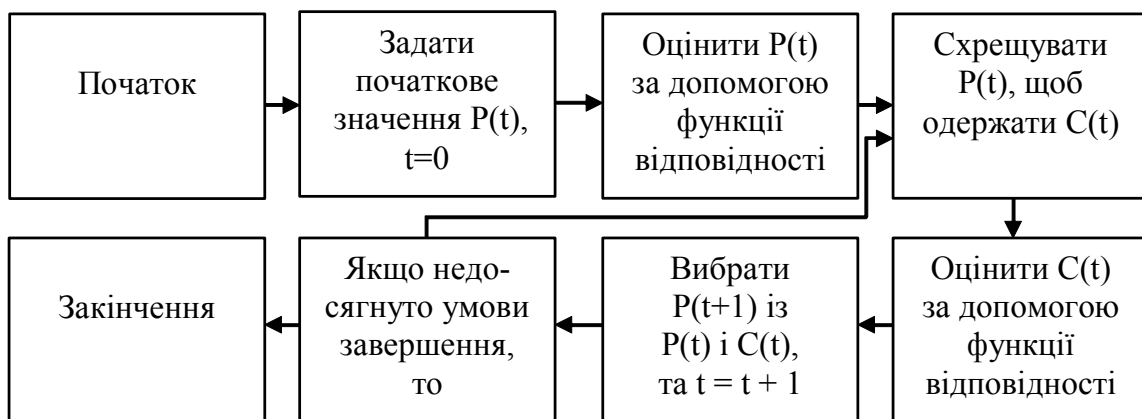 Початок
Задати
початкове
значення P(t),
t=0
Оцінити P(t)
за допомогою
функції
відповідності
Схрещувати
P(t), щоб
одержати C(t)
Закінчення
Якщо недо-
сягнуто умови
завершення,
то
Вибрати
P(t+1) із
P(t) і C(t),
та t = t + 1
Оцінити C(t)
за допомогою
функції
відповідності